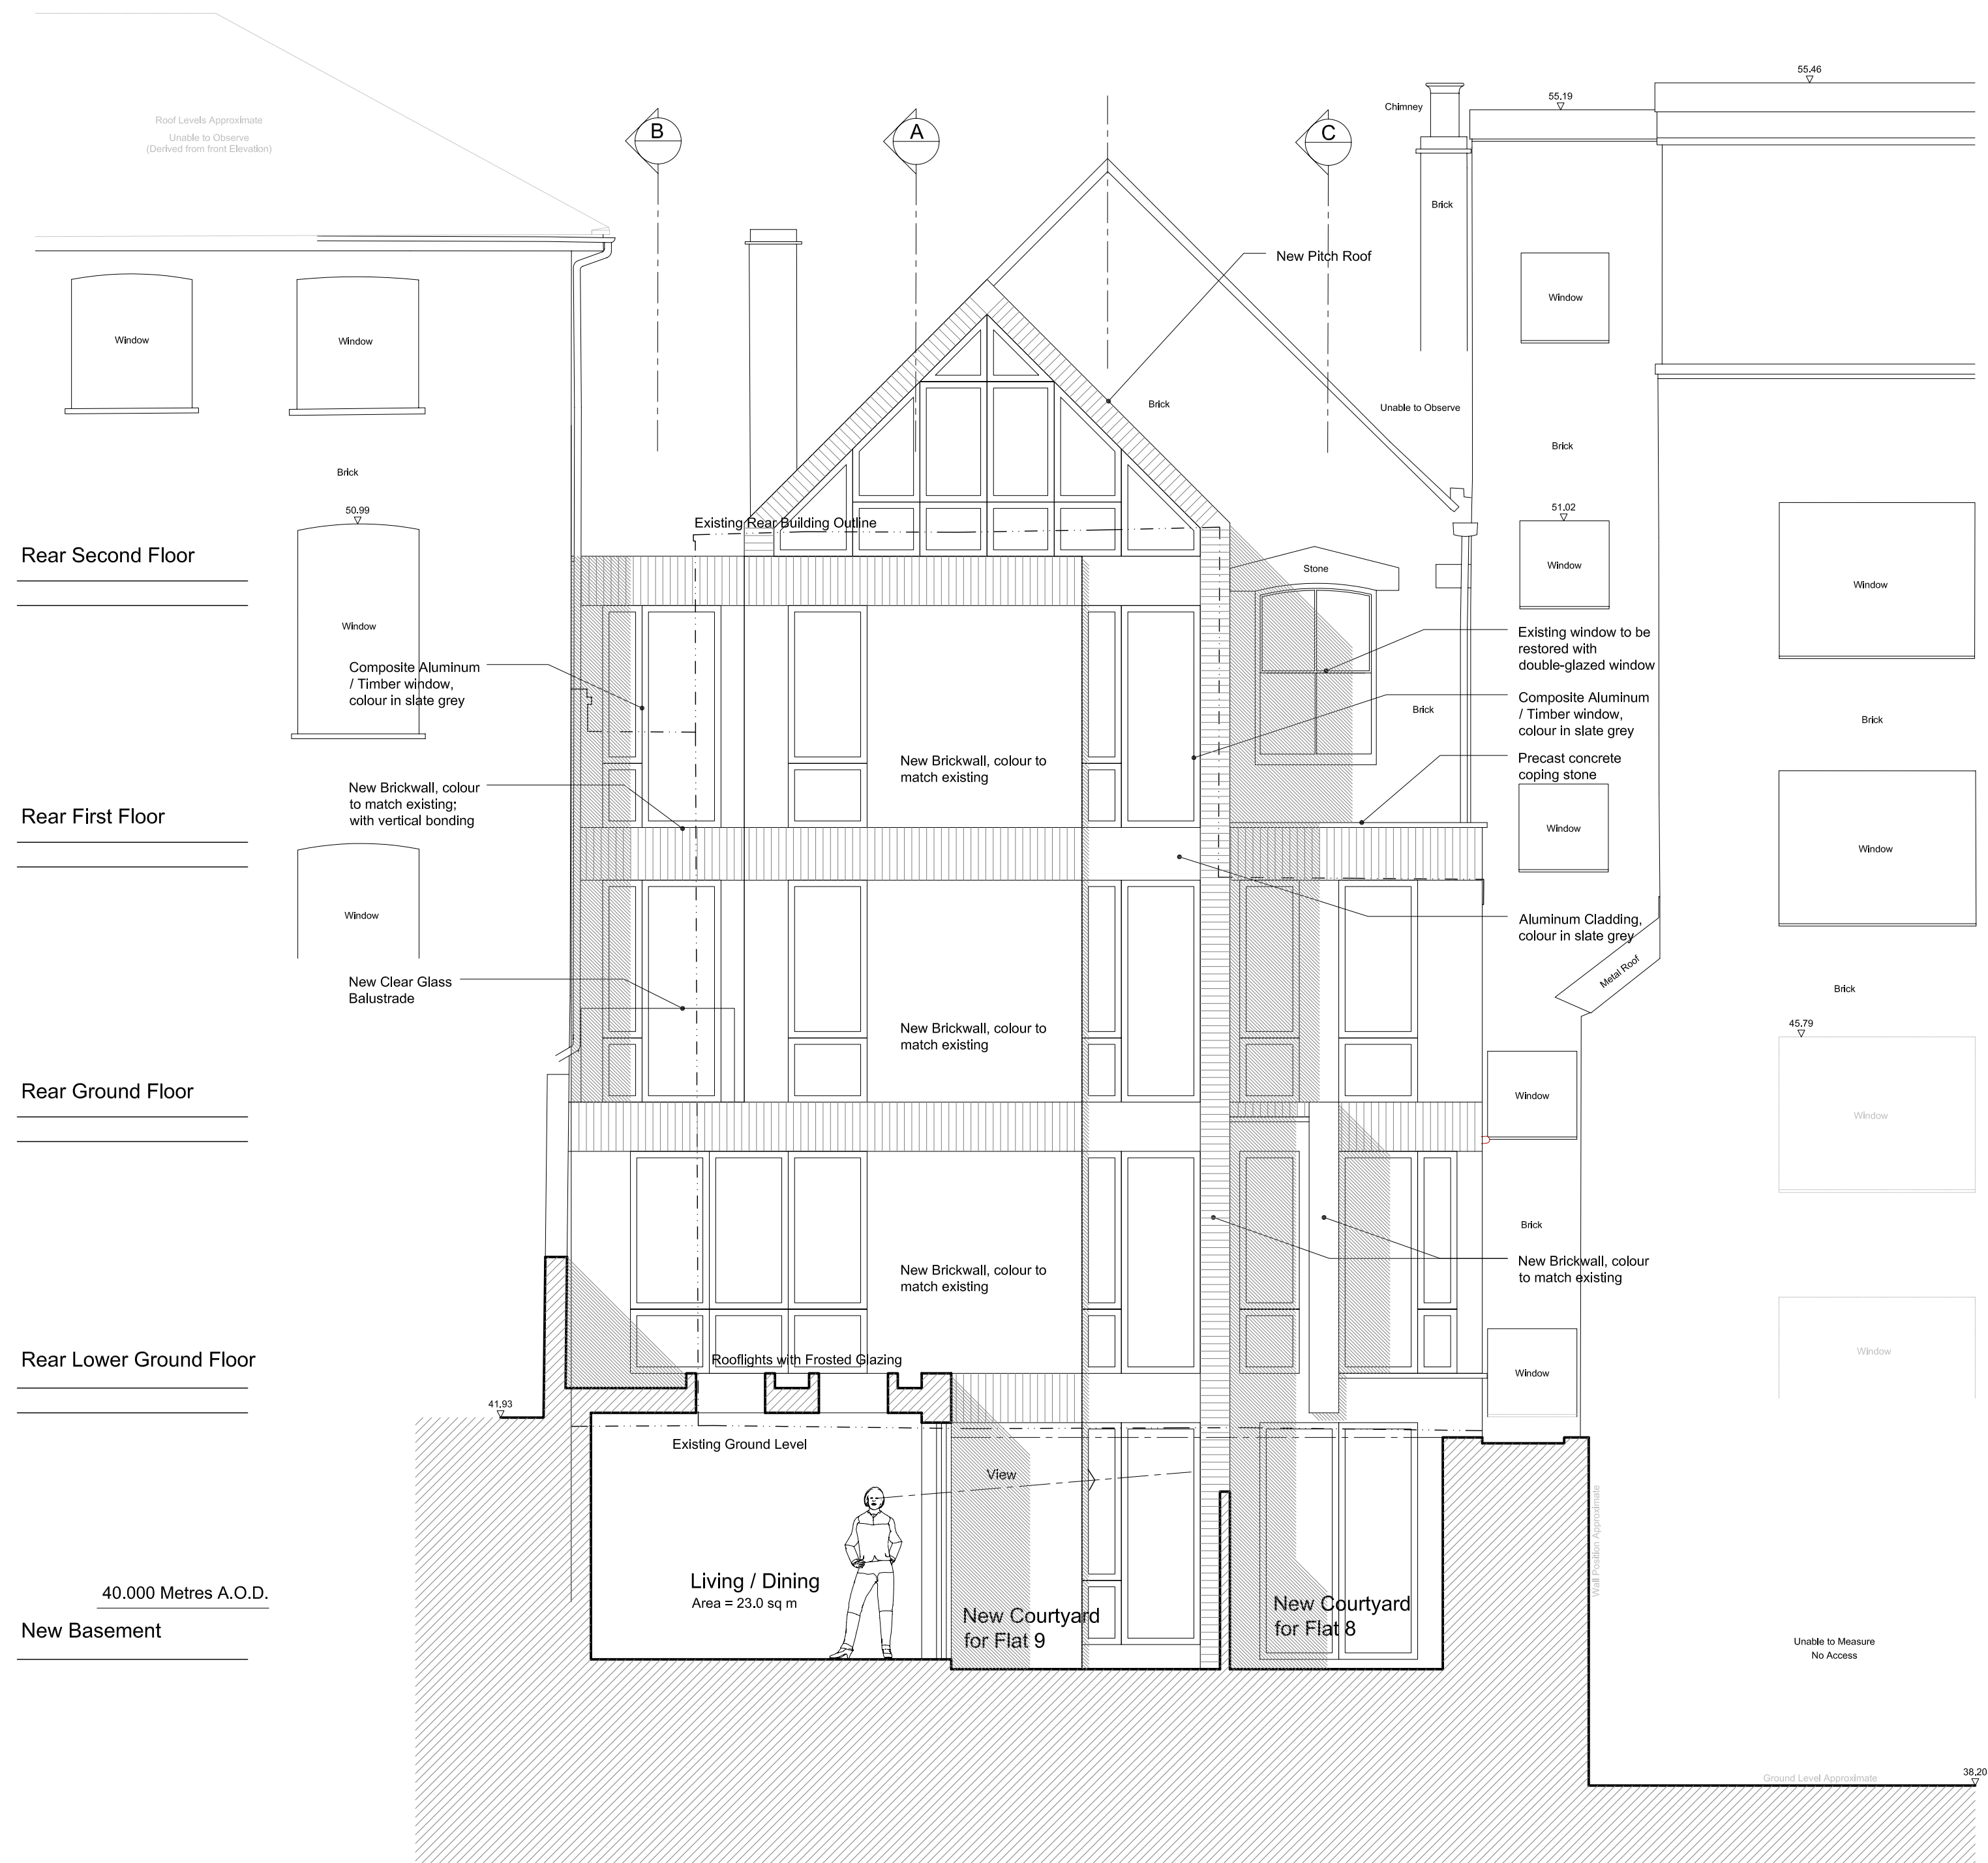 55.46
55.19
Chimney
Roof Levels Approximate
Unable to Observe
(Derived from front Elevation)
B
A
C
Brick
New Pitch Roof
Window
Window
Window
Brick
Unable to Observe
Brick
Brick
50.99
51.02
Existing Rear Building Outline
Rear Second Floor
Stone
Window
Window
Window
Existing window to be
restored with
double-glazed window
Composite Aluminum
/ Timber window,
colour in slate grey
Composite Aluminum
/ Timber window,
colour in slate grey
Brick
Brick
New Brickwall, colour to
match existing
Precast concrete
coping stone
New Brickwall, colour
to match existing;
with vertical bonding
Rear First Floor
Window
Window
Window
Aluminum Cladding,
colour in slate grey
Metal Roof
New Clear Glass
Balustrade
Brick
New Brickwall, colour to
match existing
45.79
Rear Ground Floor
Window
Window
Brick
New Brickwall, colour
to match existing
New Brickwall, colour to
match existing
Rear Lower Ground Floor
Rooflights with Frosted Glazing
Window
Window
41.93
Existing Ground Level
View
Wall Position Approximate
Living / Dining
Area = 23.0 sq m
40.000 Metres A.O.D.
New Basement
New Courtyard
for Flat 9
New Courtyard
for Flat 8
Unable to Measure
No Access
Ground Level Approximate
38.20